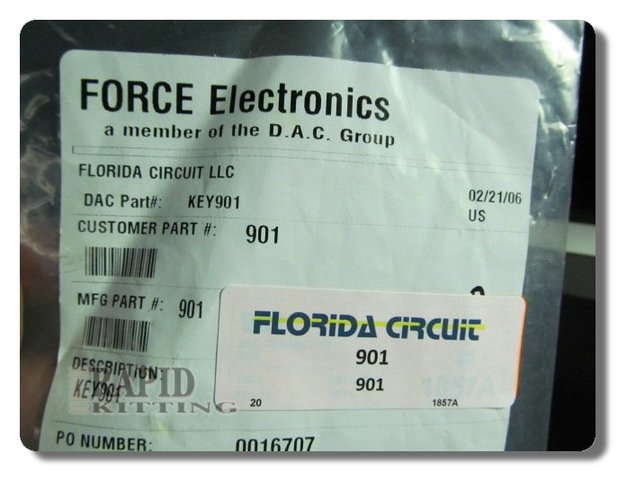 FORCE Electronics
a member of the D.A.C. Group
FLORIDA CIRCUIT LLC
DAC Part#: KEY901
02/21/06
US
CUSTOMER PART #: 901
MFG PART #: 901
FLORIDA CIRCUIT
901
901
20 1857A
DESCRIPTION:
KEY901
RAPID
KITTING
PO NUMBER: 0016707